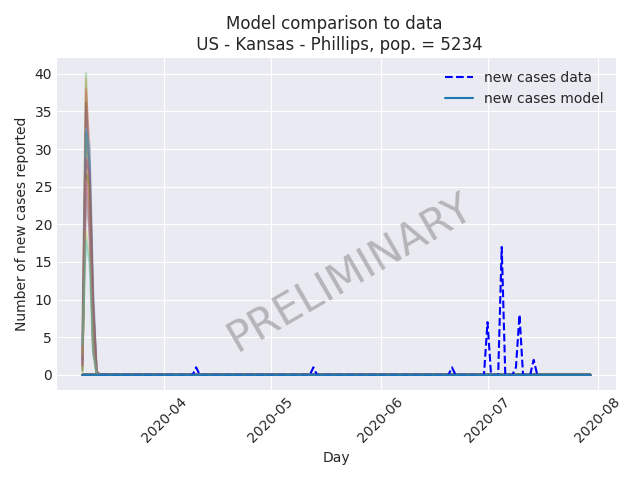 Model comparison to data
US - Kansas - Phillips, pop. = 5234
new cases data
new cases model
Number of new cases reported
40
35
30
25
20
15
10
5
0
PRELIMINARY
2020-04
2020-05
2020-06
2020-07
2020-08
Day